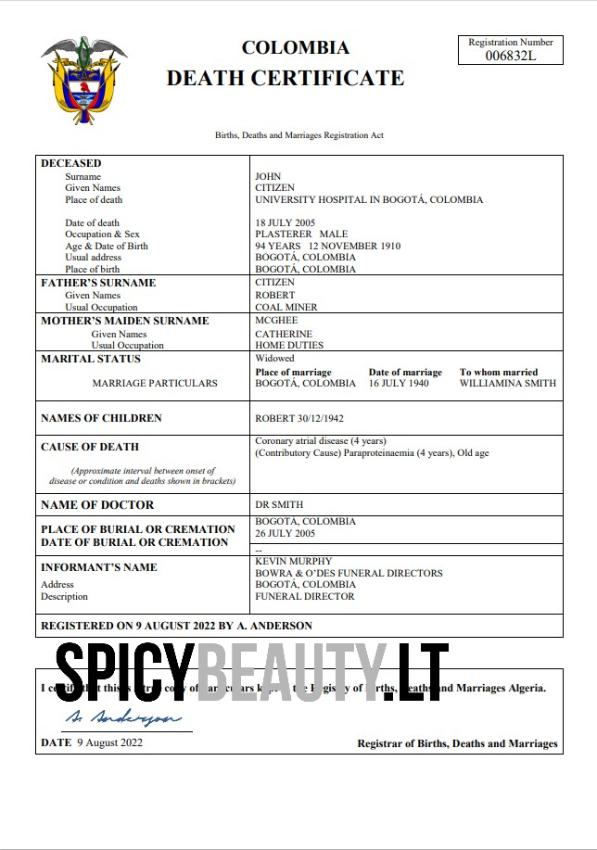 COLOMBIA
DEATH CERTIFICATE
Registration Number
006832L
Births, Deaths and Marriages Registration Act
DECEASED
Surname JOHN
Given Names CITIZEN
Place of death UNIVERSITY HOSPITAL IN BOGOTÁ, COLOMBIA
Date of death 18 JULY 2005
Occupation & Sex PLASTERER MALE
Age & Date of Birth 94 YEARS 12 NOVEMBER 1910
Usual address BOGOTÁ, COLOMBIA
Place of birth BOGOTÁ, COLOMBIA
FATHER'S SURNAME CITIZEN
Given Names ROBERT
Usual Occupation COAL MINER
MOTHER'S MAIDEN SURNAME MCGHEE
Given Names CATHERINE
Usual Occupation HOME DUTIES
MARITAL STATUS Widowed
Place of marriage Date of marriage To whom married
MARRIAGE PARTICULARS BOGOTÁ, COLOMBIA 16 JULY 1940 WILLIAMINA SMITH
NAMES OF CHILDREN ROBERT 30/12/1942
CAUSE OF DEATH
Coronary atrial disease (4 years)
(Contributory Cause) Paraproteinaemia (4 years), Old age
(Approximate interval between onset of
disease or condition and deaths shown in brackets)
NAME OF DOCTOR DR SMITH
PLACE OF BURIAL OR CREMATION BOGOTÁ, COLOMBIA
DATE OF BURIAL OR CREMATION 26 JULY 2005
--
INFORMANT'S NAME KEVIN MURPHY
BOWRA & O'DES FUNERAL DIRECTORS
Address BOGOTÁ, COLOMBIA
Description FUNERAL DIRECTOR
REGISTERED ON 9 AUGUST 2022 BY A. ANDERSON
SPICYBEAUTY.LT
I certify that this is a true copy of particulars the Registry of Births, Deaths and Marriages Algeria.
A. Anderson
DATE 9 August 2022
Registrar of Births, Deaths and Marriages